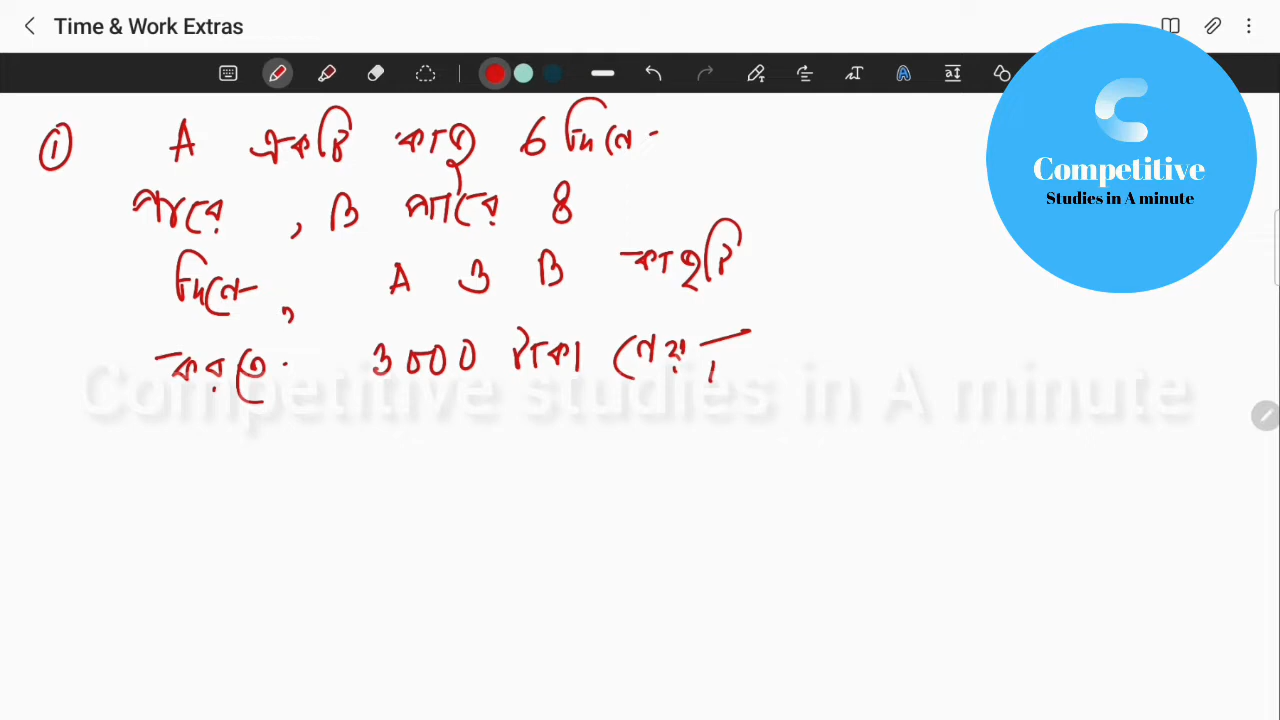 Time & Work Extras
Competitive
Studies in A minute
① A একটি কাজ 6 দিনে
পারে , B পারে 8
দিনে , A ও B কাজটি
করতে 3000 টাকা নেয় ।
Competitive studies in A minute